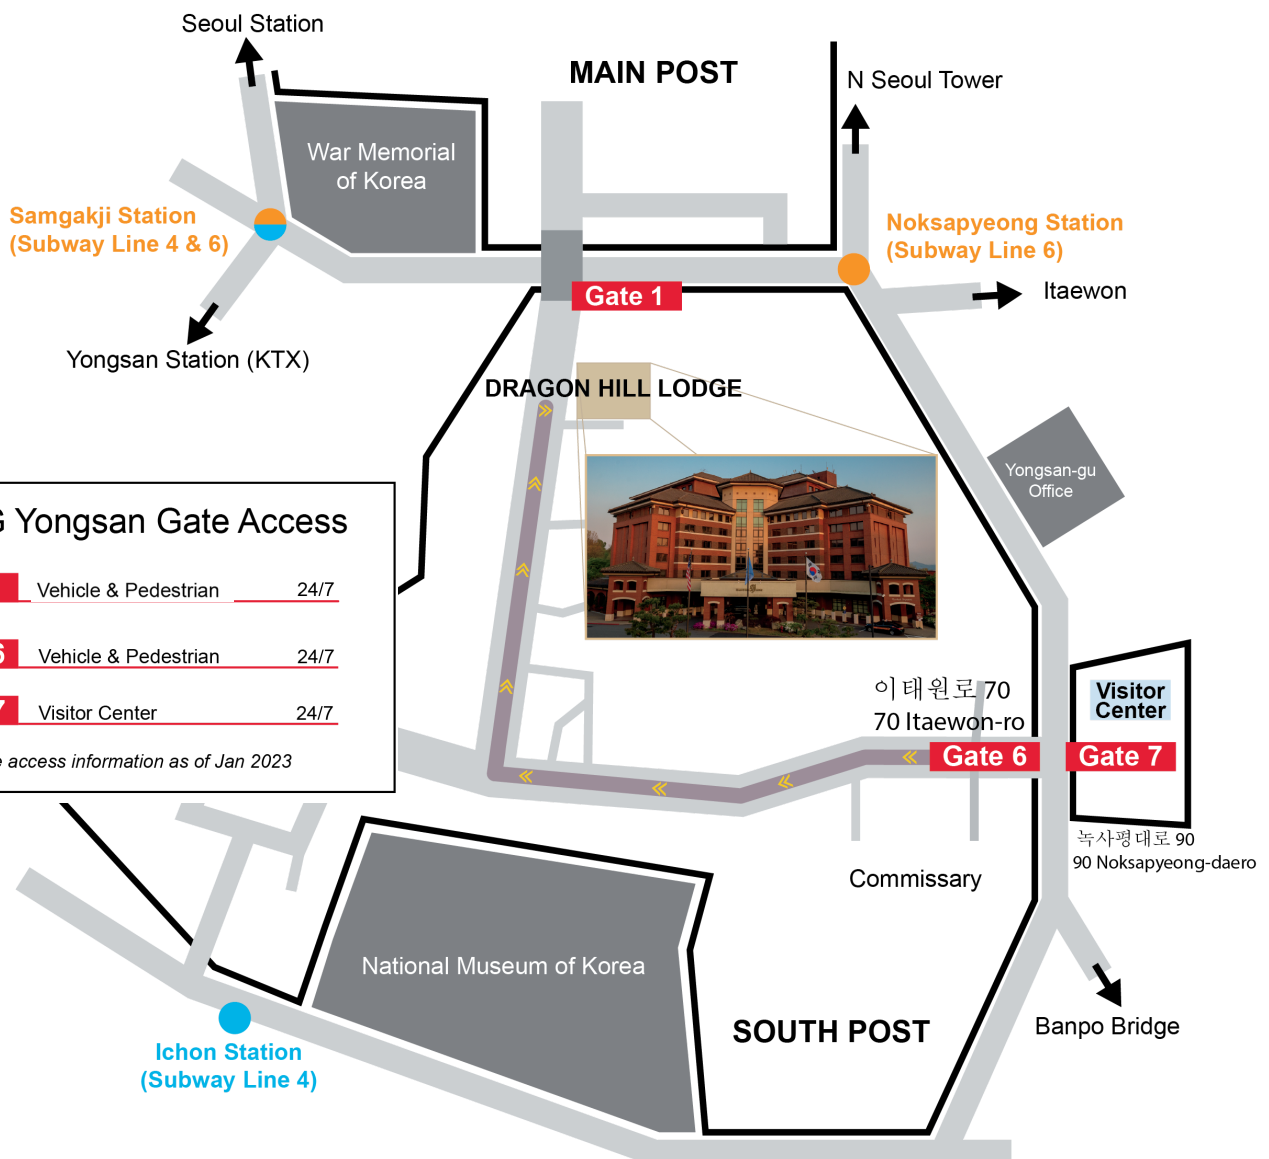 Seoul Station
MAIN POST
N Seoul Tower
War Memorial
of Korea
Samgakji Station
(Subway Line 4 & 6)
Noksapyeong Station
(Subway Line 6)
Gate 1
Itaewon
Yongsan Station (KTX)
DRAGON HILL LODGE
Yongsan-gu
Office
G Yongsan Gate Access
Vehicle & Pedestrian 24/7
6 Vehicle & Pedestrian 24/7
7 Visitor Center 24/7
e access information as of Jan 2023
이태원로 70
70 Itaewon-ro
Visitor
Center
Gate 6
Gate 7
녹사평대로 90
90 Noksapyeong-daero
Commissary
National Museum of Korea
SOUTH POST
Banpo Bridge
Ichon Station
(Subway Line 4)